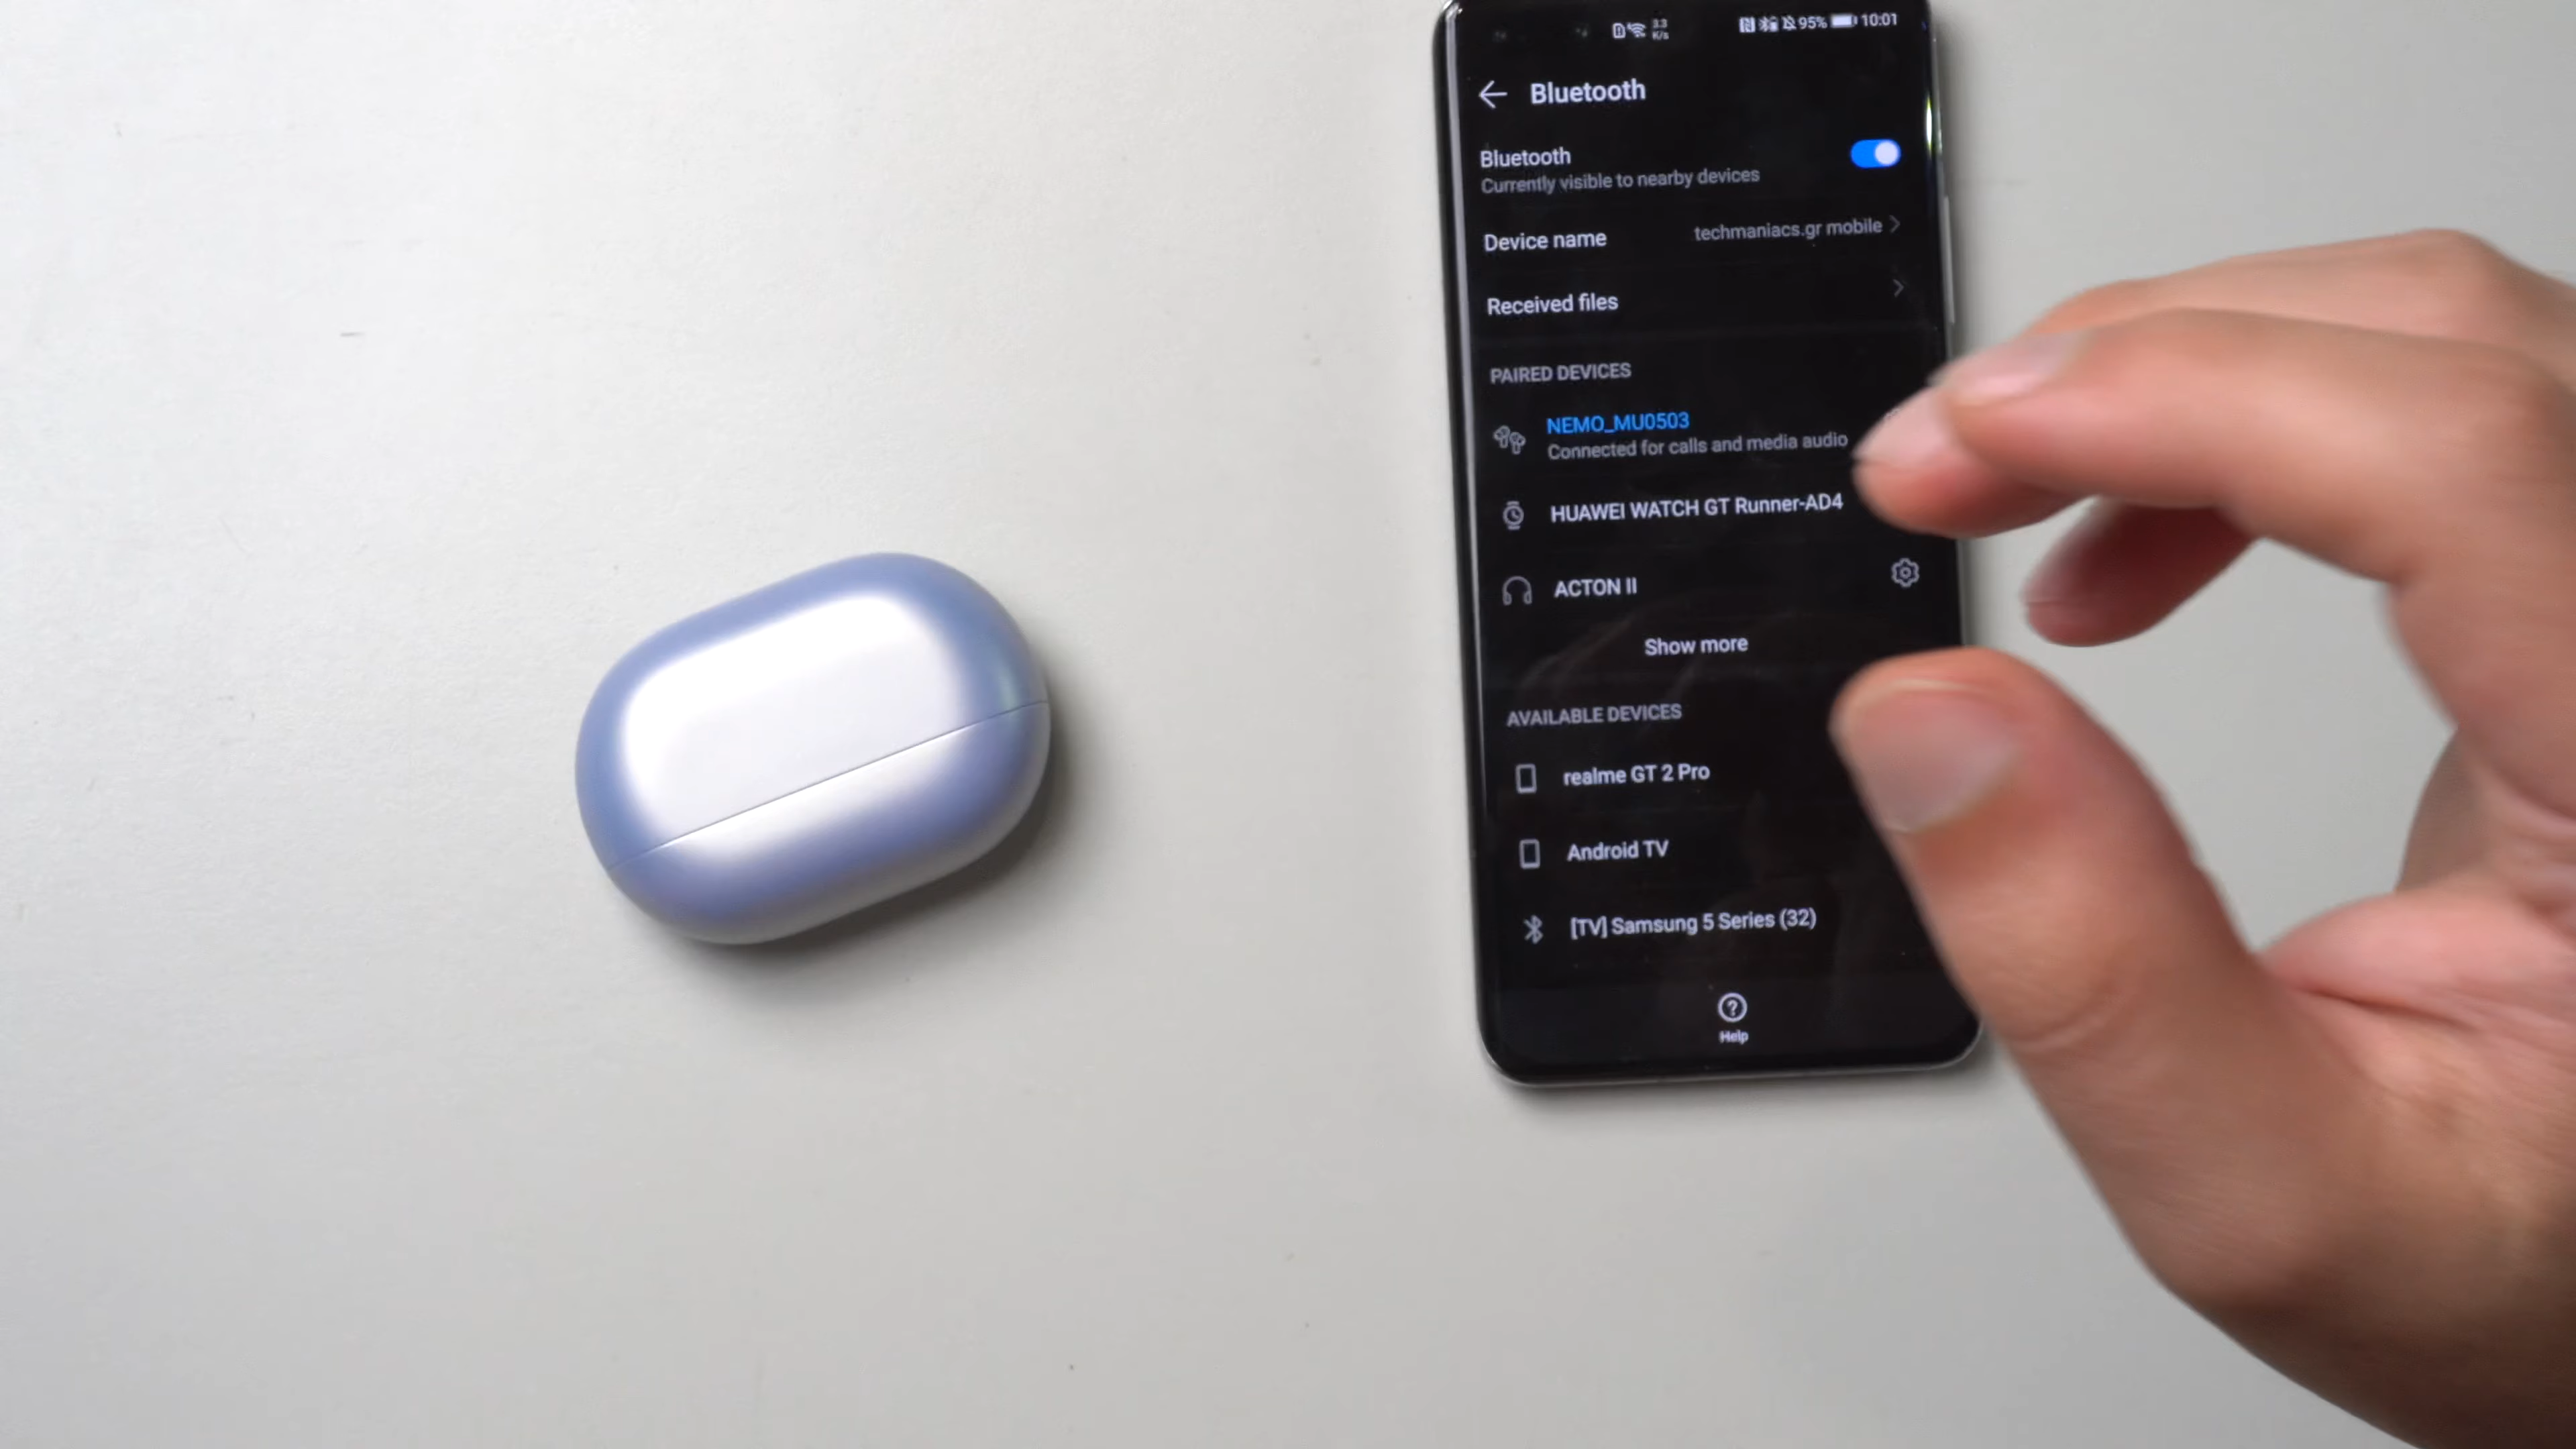 3.3
K/s
95% 10:01
Bluetooth
Bluetooth
Currently visible to nearby devices
Device name techmaniacs.gr mobile
Received files
PAIRED DEVICES
NEMO_MU0503
Connected for calls and media audio
HUAWEI WATCH GT Runner-AD4
ACTON II
Show more
AVAILABLE DEVICES
realme GT 2 Pro
Android TV
[TV] Samsung 5 Series (32)
Help